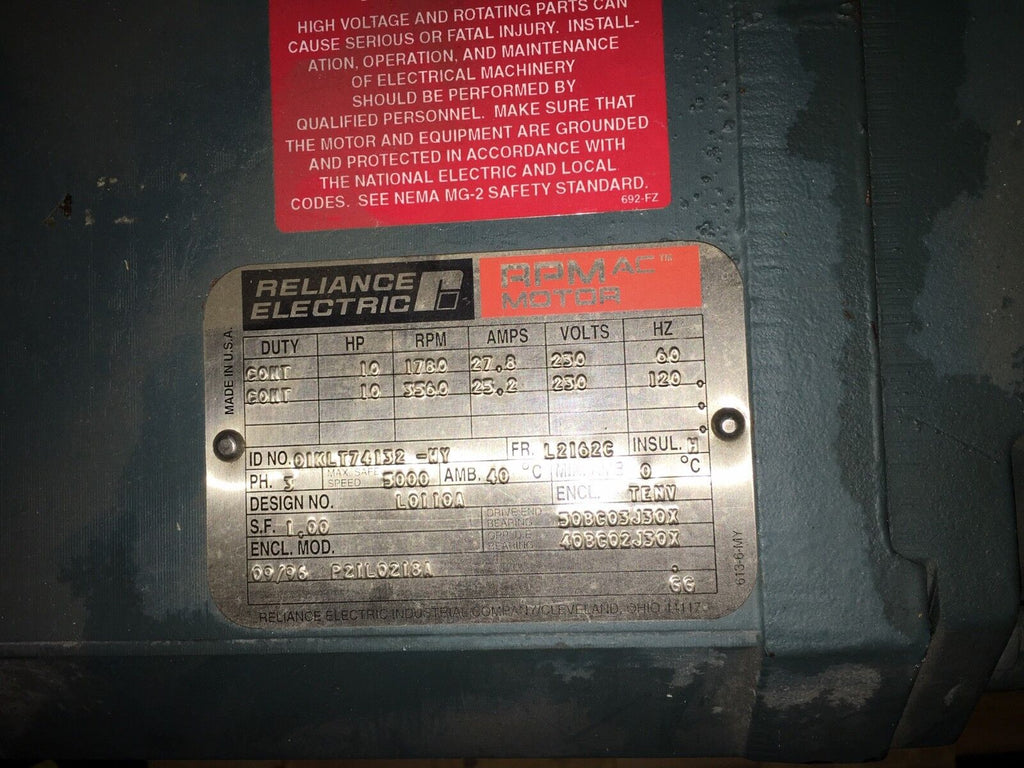 HIGH VOLTAGE AND ROTATING PARTS CAN
CAUSE SERIOUS OR FATAL INJURY. INSTALL-
ATION, OPERATION, AND MAINTENANCE
OF ELECTRICAL MACHINERY
SHOULD BE PERFORMED BY
QUALIFIED PERSONNEL. MAKE SURE THAT
THE MOTOR AND EQUIPMENT ARE GROUNDED
AND PROTECTED IN ACCORDANCE WITH
THE NATIONAL ELECTRIC AND LOCAL
CODES. SEE NEMA MG-2 SAFETY STANDARD.
692-FZ
RELIANCE ELECTRIC
RPM AC™ MOTOR
MADE IN U.S.A.
DUTY HP RPM AMPS VOLTS HZ
CONT 10 1780 27.8 230 60
CONT 10 3560 25.2 230 120
ID NO. 01KLT74132 -MY FR. L2162C INSUL. H
PH. 3 MAX. SAFE SPEED 5000 AMB. 40 °C 0 °C
DESIGN NO. L0110A ENCL. TENV
S.F. 1.00 DRIVE END BEARING 50BC03J30X
ENCL. MOD. OPP. D.E. BEARING 40BC02J30X
09/96 P21L0218A
GG
613-6-MY
RELIANCE ELECTRIC INDUSTRIAL COMPANY/CLEVELAND, OHIO 44117